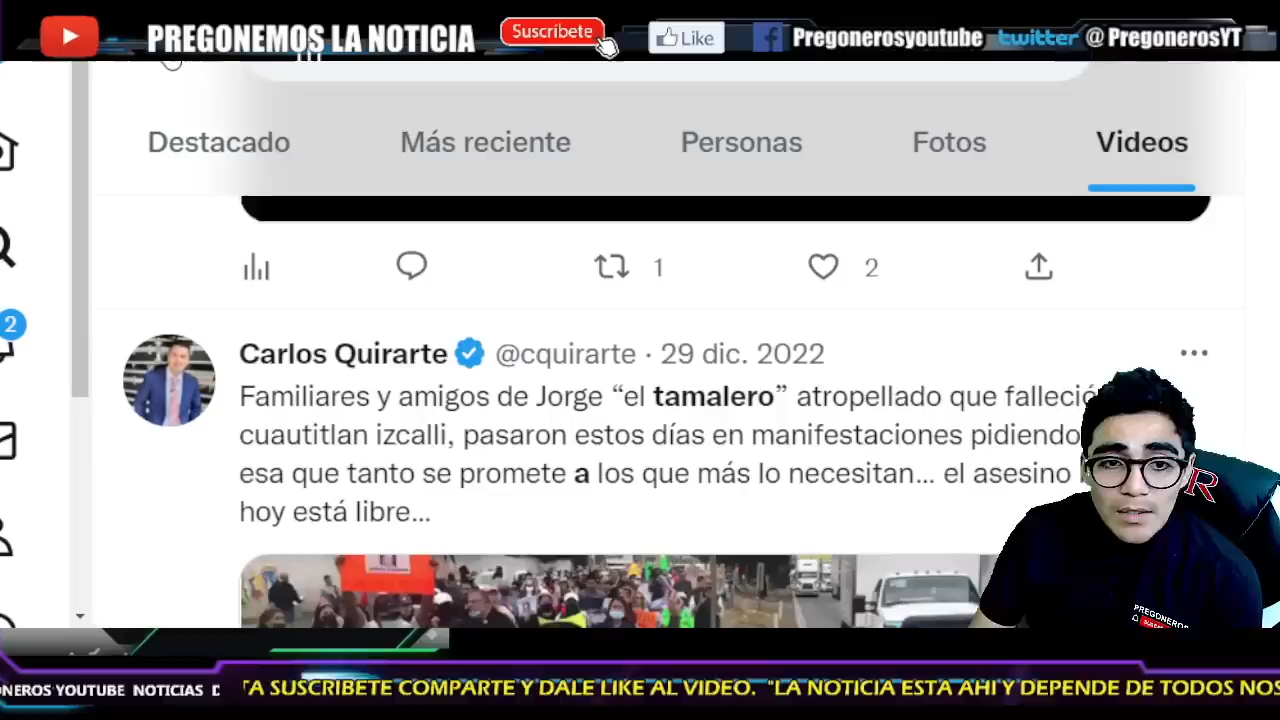 PREGONEMOS LA NOTICIA
Suscríbete
Like
f
Pregonerosyoutube
twitter
@PregonerosYT
Destacado
Más reciente
Personas
Fotos
Videos
1
2
2
Carlos Quirarte @cquirarte · 29 dic. 2022
Familiares y amigos de Jorge “el tamalero” atropellado que falleció
cuautitlan izcalli, pasaron estos días en manifestaciones pidiendo
esa que tanto se promete a los que más lo necesitan... el asesino
hoy está libre...
R
PREGONEROS
NEROS YOUTUBE NOTICIAS D
TA SUSCRIBETE COMPARTE Y DALE LIKE AL VIDEO. "LA NOTICIA ESTA AHI Y DEPENDE DE TODOS NOS